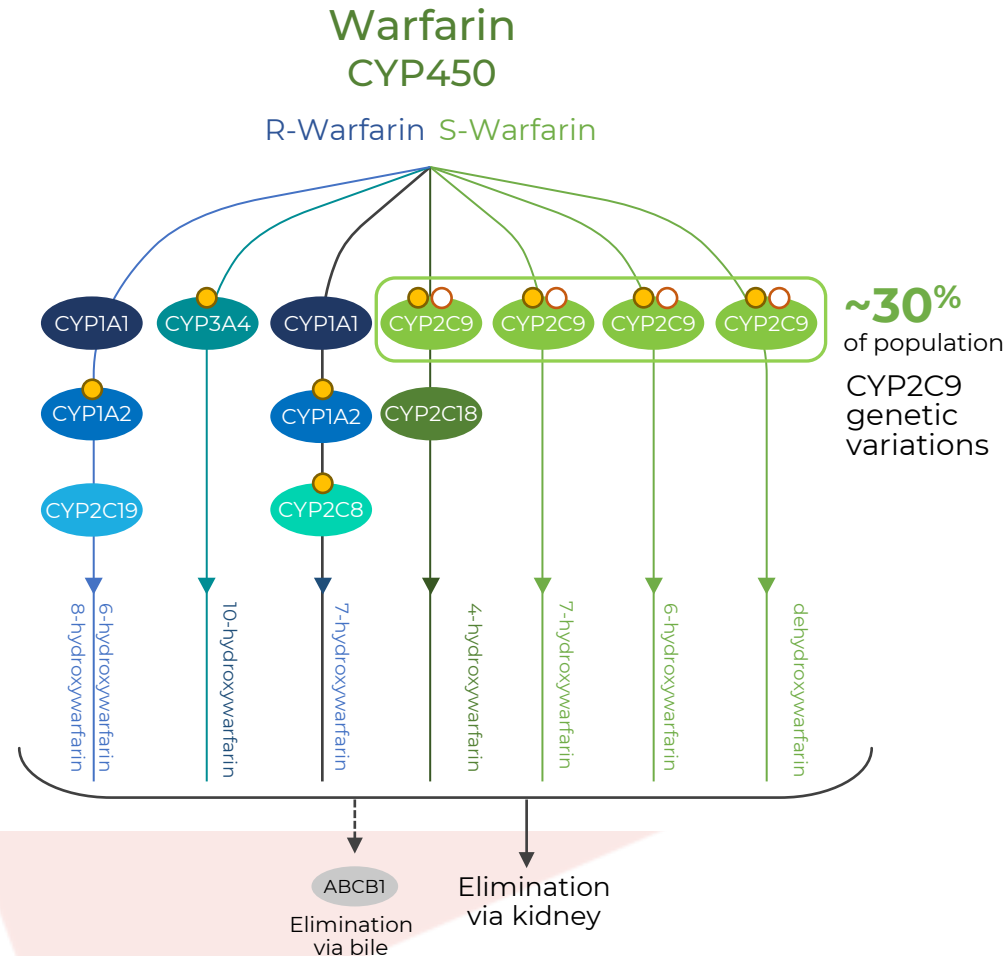 Warfarin
CYP450
R-Warfarin S-Warfarin
CYP1A1
CYP3A4
CYP1A1
CYP2C9
CYP2C9
CYP2C9
CYP2C9
~30%
of population
CYP2C9
genetic
variations
CYP1A2
CYP1A2
CYP2C18
CYP2C19
CYP2C8
8-hydroxywarfarin
6-hydroxywarfarin
10-hydroxywarfarin
7-hydroxywarfarin
4-hydroxywarfarin
7-hydroxywarfarin
6-hydroxywarfarin
dehydroxywarfarin
ABCB1
Elimination
via bile
Elimination
via kidney